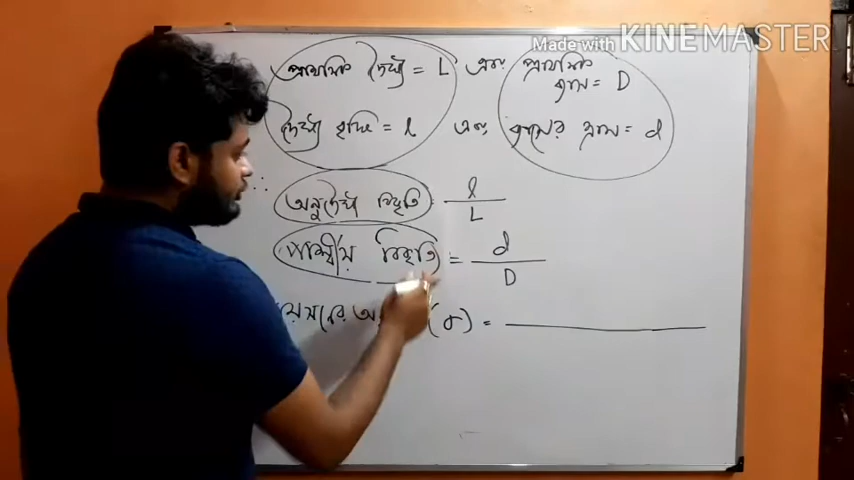 Made with KINEMASTER
প্রাথমিক দৈর্ঘ্য = L এবং প্রাথমিক
ব্যাস = D
দৈর্ঘ্য বৃদ্ধি = l এবং ব্যাসের হ্রাস = d
∴ অনুদৈর্ঘ্য বিকৃতি = l/L
পার্শ্বীয় বিকৃতি = d/D
(σ) =